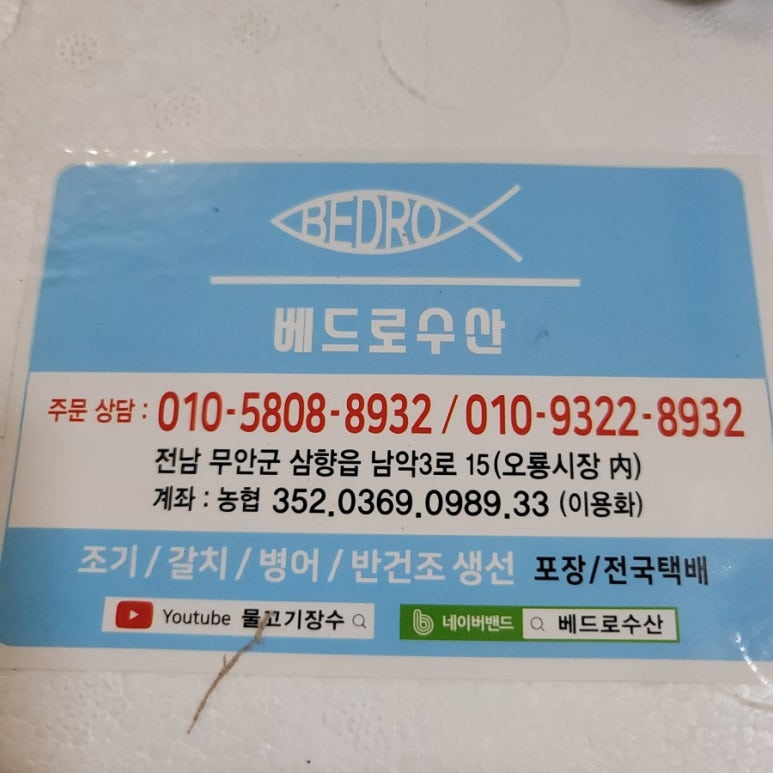 BEDRO
베드로수산
주문 상담 : 010-5808-8932 / 010-9322-8932
전남 무안군 삼향읍 남악3로 15(오룡시장 內)
계좌 : 농협 352.0369.0989.33 (이용화)
조기 / 갈치 / 병어 / 반건조 생선 포장/전국택배
Youtube 물고기장수 네이버밴드 베드로수산